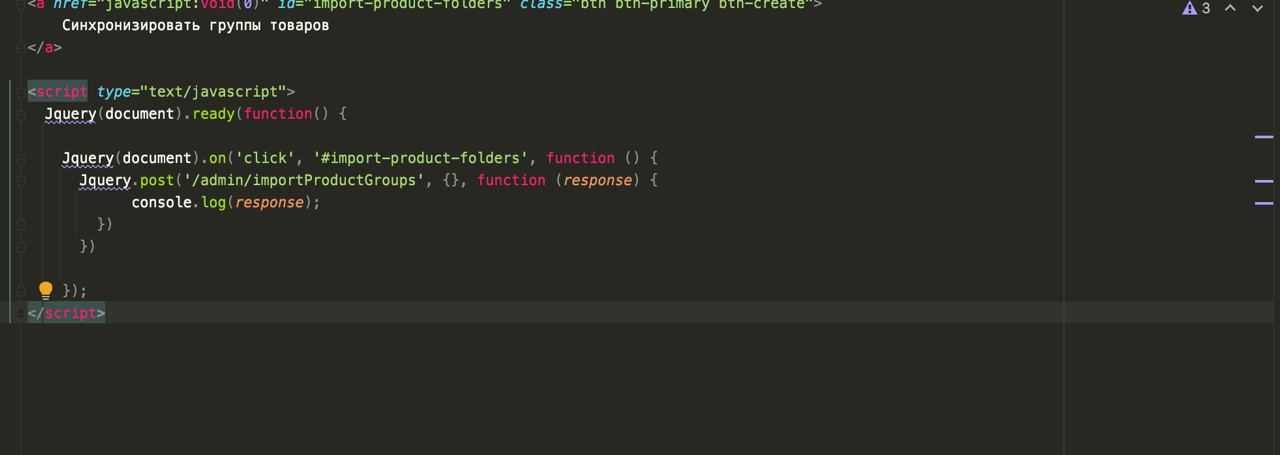 <a href="javascript:void(0)" id="import-product-folders" class="btn btn-primary btn-create">
3
Синхронизировать группы товаров
</a>
<script type="text/javascript">
Jquery(document).ready(function() {
Jquery(document).on('click', '#import-product-folders', function () {
Jquery.post('/admin/importProductGroups', {}, function (response) {
console.log(response);
})
})
});
</script>